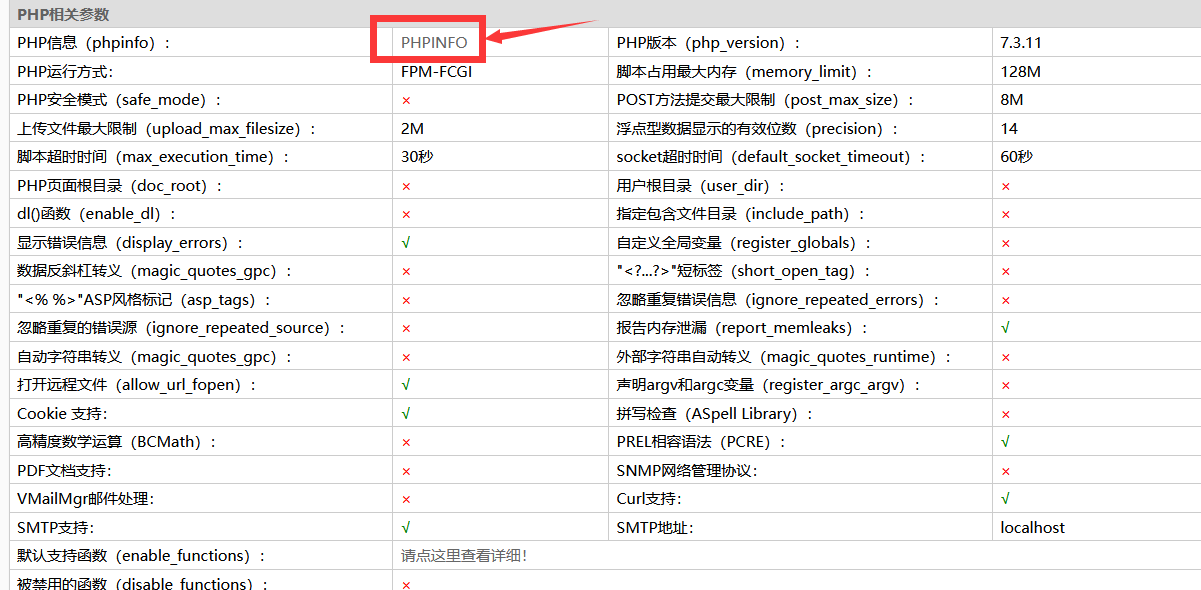 PHP相关参数
PHP信息（phpinfo）： PHPINFO PHP版本（php_version）： 7.3.11
PHP运行方式: FPM-FCGI 脚本占用最大内存（memory_limit）： 128M
PHP安全模式（safe_mode）： × POST方法提交最大限制（post_max_size）： 8M
上传文件最大限制（upload_max_filesize）： 2M 浮点型数据显示的有效位数（precision）： 14
脚本超时时间（max_execution_time）： 30秒 socket超时时间（default_socket_timeout）： 60秒
PHP页面根目录（doc_root）： × 用户根目录（user_dir）： ×
dl()函数（enable_dl）： × 指定包含文件目录（include_path）： ×
显示错误信息（display_errors）： √ 自定义全局变量（register_globals）： ×
数据反斜杠转义（magic_quotes_gpc）： × "<?...?>"短标签（short_open_tag）： ×
"<% %>"ASP风格标记（asp_tags）： × 忽略重复错误信息（ignore_repeated_errors）： ×
忽略重复的错误源（ignore_repeated_source）： × 报告内存泄漏（report_memleaks）： √
自动字符串转义（magic_quotes_gpc）： × 外部字符串自动转义（magic_quotes_runtime）： ×
打开远程文件（allow_url_fopen）： √ 声明argv和argc变量（register_argc_argv）： ×
Cookie 支持: √ 拼写检查（ASpell Library）： ×
高精度数学运算（BCMath）： × PREL相容语法（PCRE）： √
PDF文档支持: × SNMP网络管理协议: ×
VMailMgr邮件处理: × Curl支持: √
SMTP支持: √ SMTP地址: localhost
默认支持函数（enable_functions）： 请点这里查看详细！
被禁用的函数（disable_functions）： ×